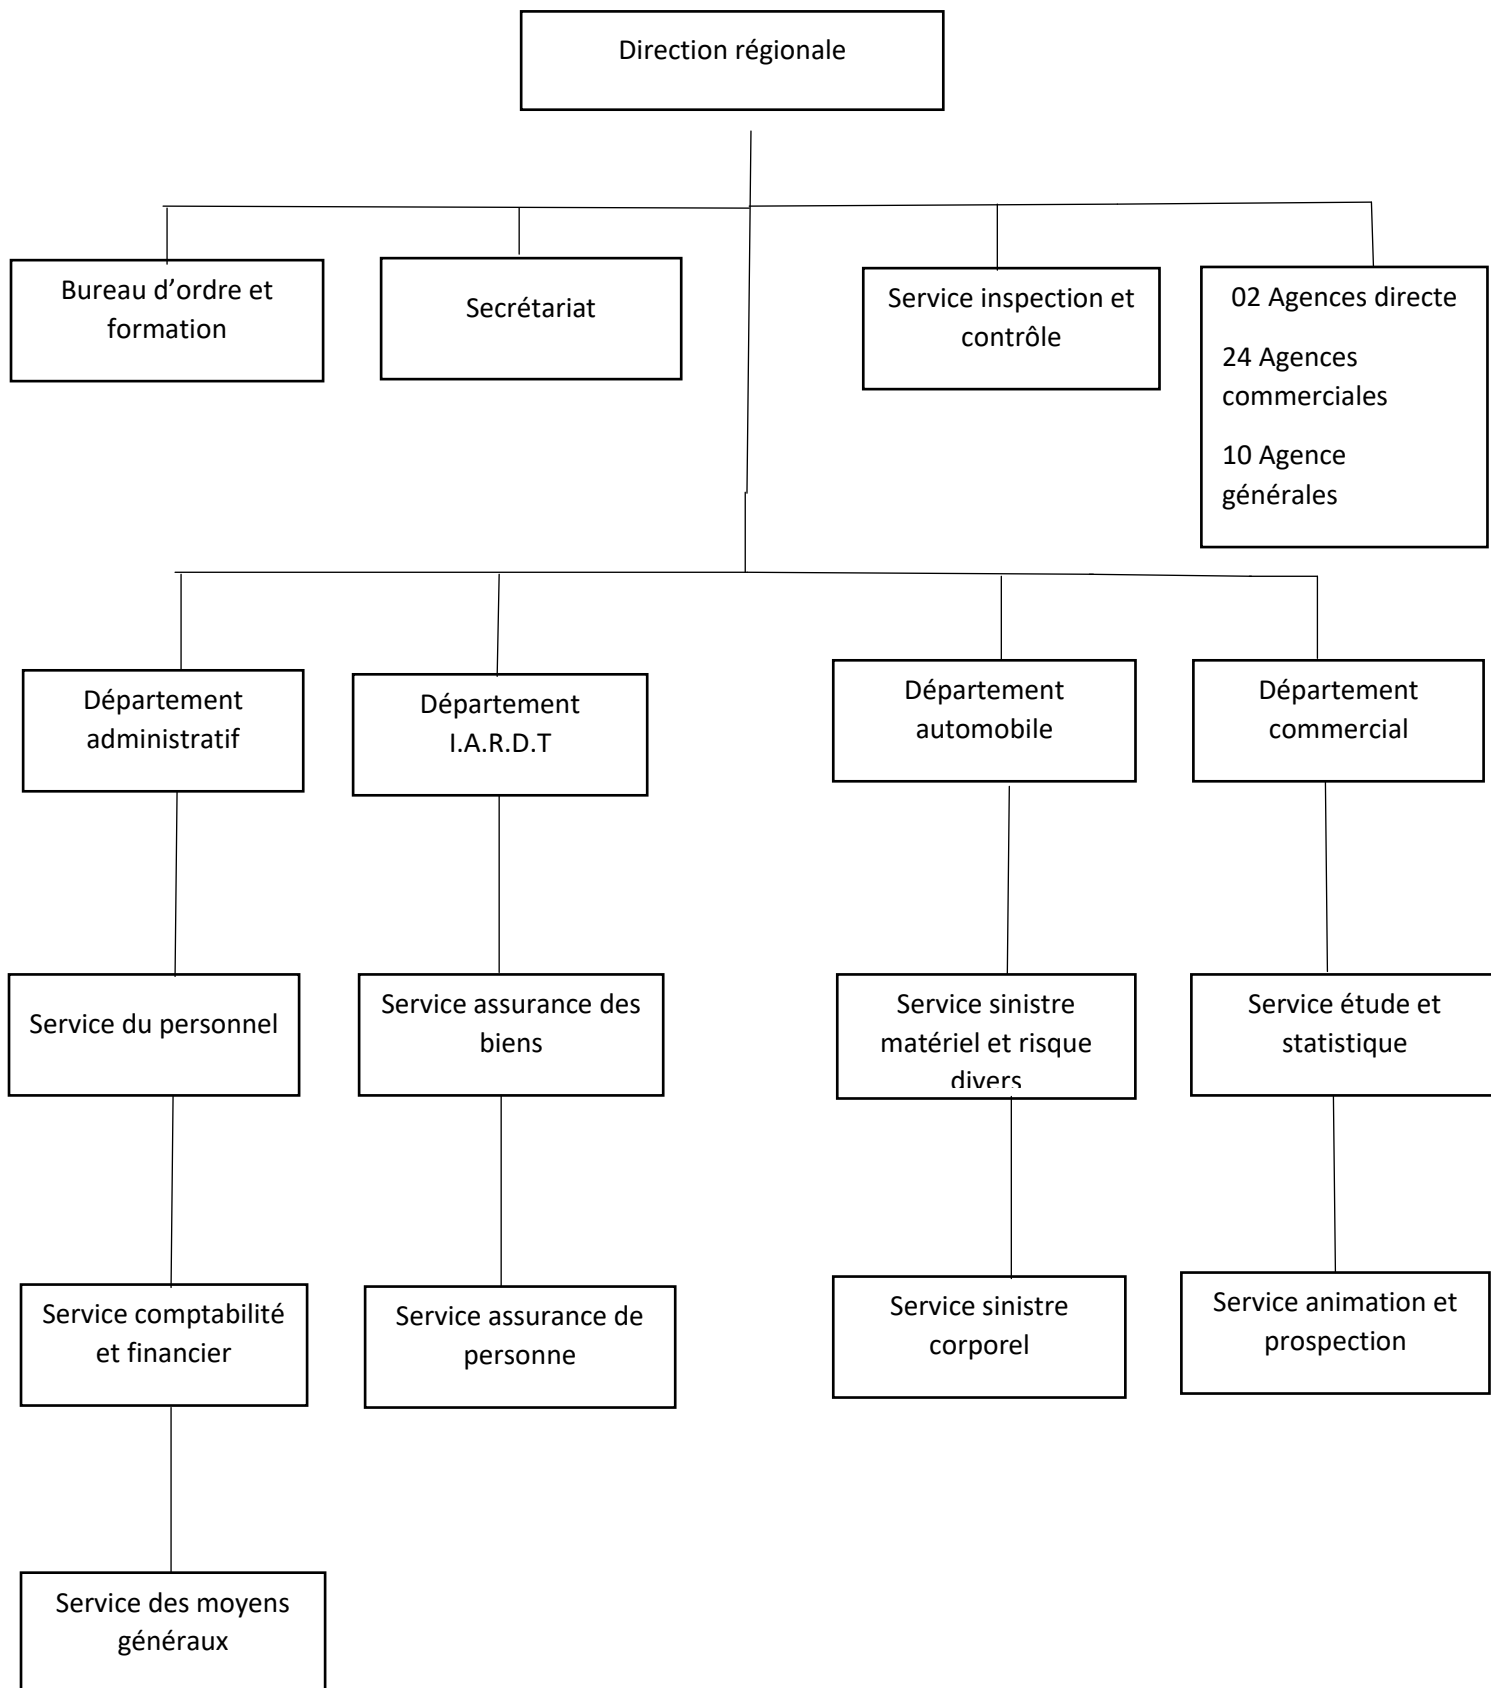 Direction régionale
Bureau d’ordre et
formation
Secrétariat
Service inspection et
contrôle
02 Agences directe
24 Agences
commerciales
10 Agence
générales
Département
administratif
Département
I.A.R.D.T
Département
automobile
Département
commercial
Service du personnel
Service assurance des
biens
Service sinistre
matériel et risque
divers
Service étude et
statistique
Service comptabilité
et financier
Service assurance de
personne
Service sinistre
corporel
Service animation et
prospection
Service des moyens
généraux